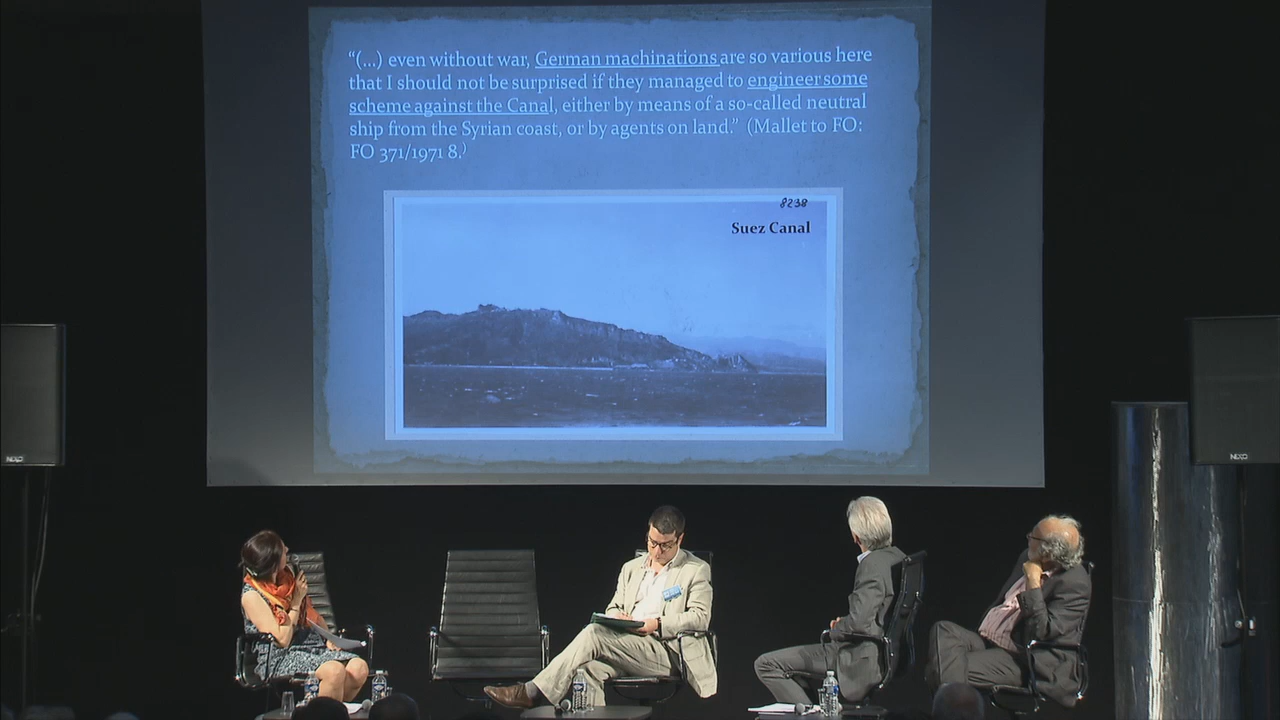 “(...) even without war, German machinations are so various here
that I should not be surprised if they managed to engineer some
scheme against the Canal, either by means of a so-called neutral
ship from the Syrian coast, or by agents on land.” (Mallet to FO:
FO 371/1971 8.)
8238
Suez Canal
NEXO
NEXO